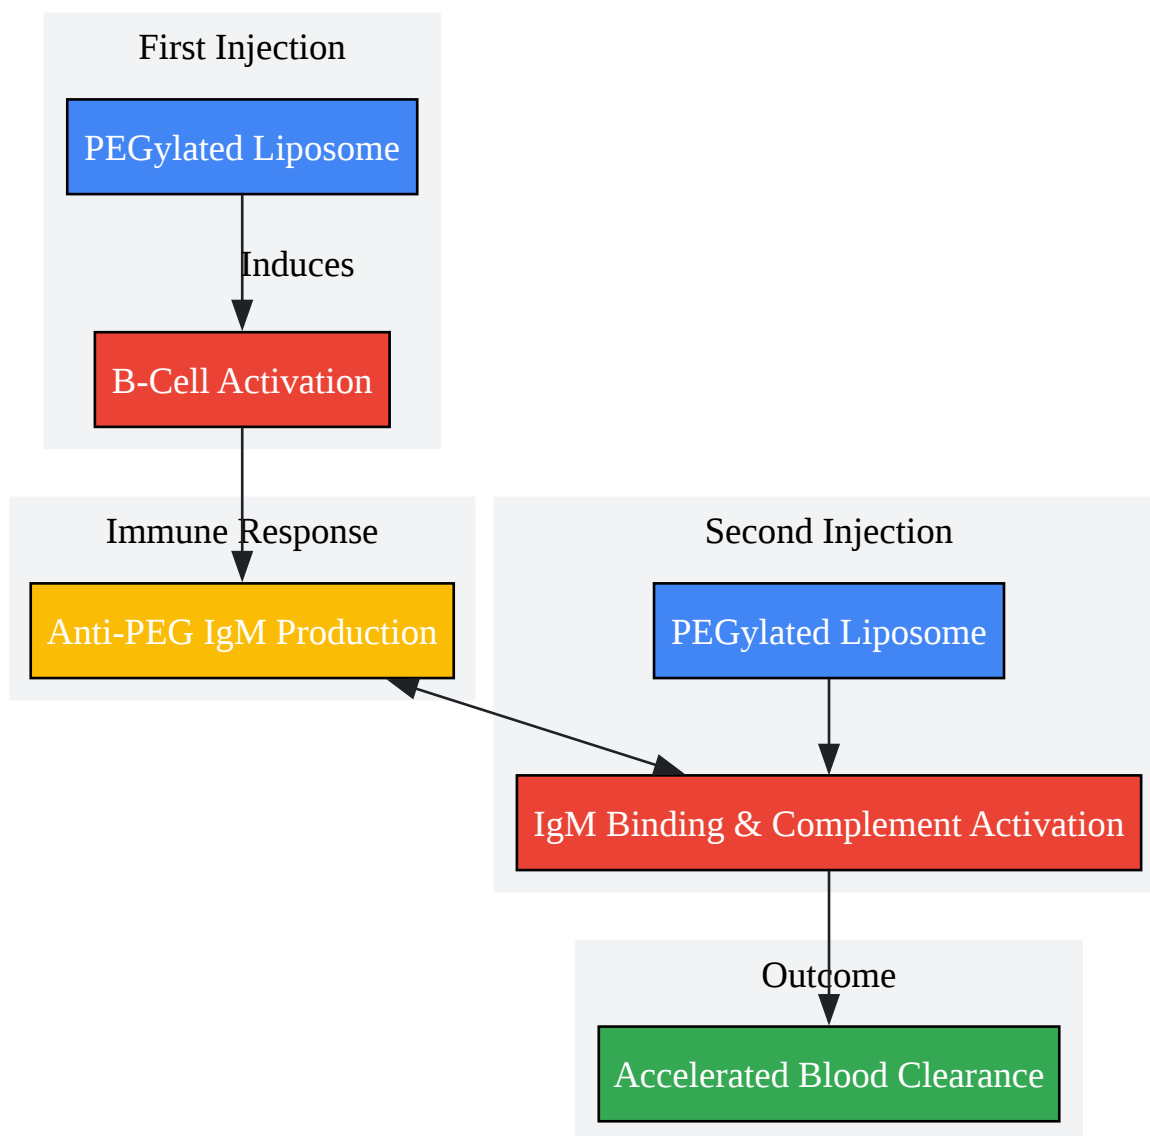 First Injection
PEGylated Liposome
Induces
B-Cell Activation
Immune Response
Anti-PEG IgM Production
Second Injection
PEGylated Liposome
IgM Binding & Complement Activation
Outcome
Accelerated Blood Clearance